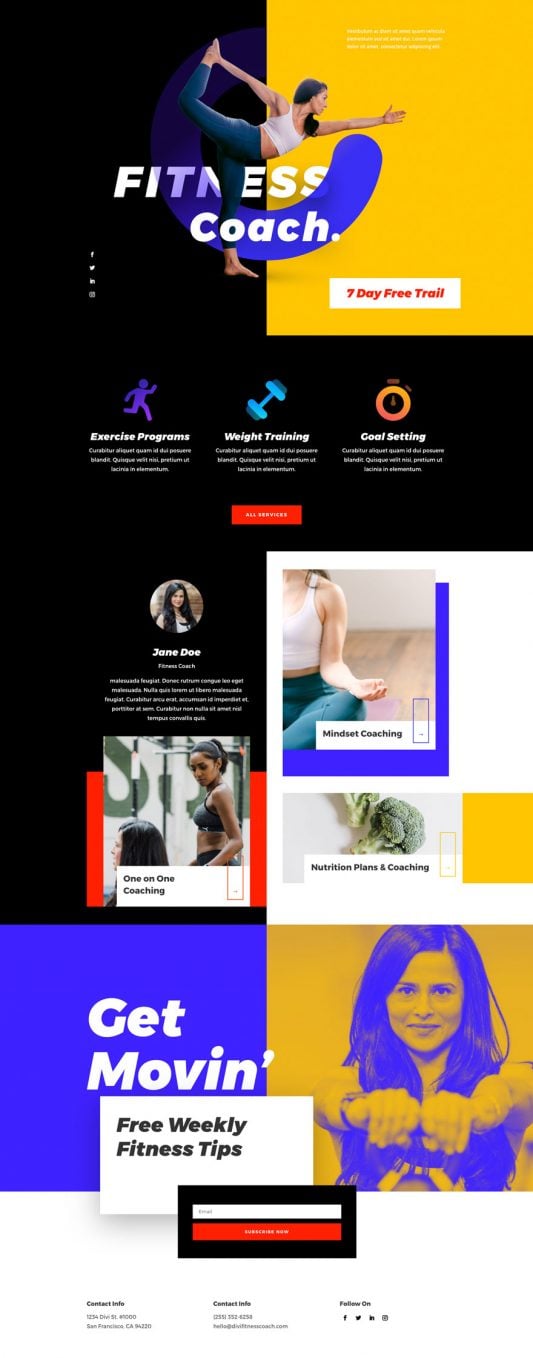 Vestibulum at diam sit amet quam vehicula
elementum sed sit amet dui. Lorem ipsum
dolor sit amet, consectetur adipiscing elit.
FITNESS
Coach.
7 Day Free Trail
Exercise Programs
Curabitur aliquet quam id dui posuere
blandit. Quisque velit nisi, pretium ut
lacinia in elementum.
Weight Training
Curabitur aliquet quam id dui posuere
blandit. Quisque velit nisi, pretium ut
lacinia in elementum.
Goal Setting
Curabitur aliquet quam id dui posuere
blandit. Quisque velit nisi, pretium ut
lacinia in elementum.
ALL SERVICES
Jane Doe
Fitness Coach
malesuada feugiat. Donec rutrum congue leo eget
malesuada. Nulla quis lorem ut libero malesuada
feugiat. Curabitur arcu erat, accumsan id imperdiet et,
porttitor at sem. Curabitur non nulla sit amet nisl
tempus convallis quis.
Mindset Coaching
→
One on One
Coaching
→
Nutrition Plans & Coaching
→
Get
Movin'
Free Weekly
Fitness Tips
Email
SUBSCRIBE NOW
Contact Info
1234 Divi St. #1000
San Francisco, CA 94220
Contact Info
(255) 352-6258
hello@divifitnesscoach.com
Follow On